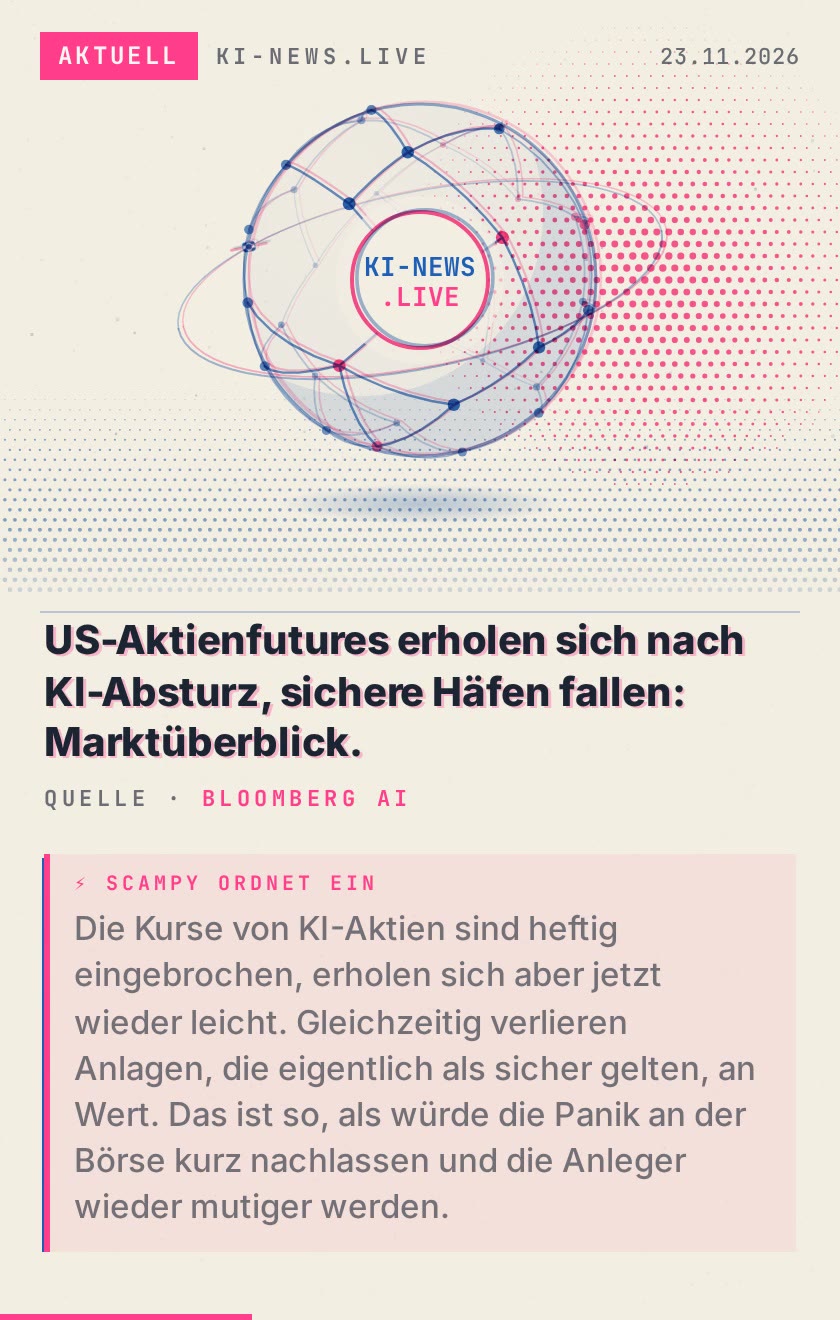 AKTUELL KI-NEWS.LIVE 23.11.2026
KI-NEWS
.LIVE
US-Aktienfutures erholen sich nach
KI-Absturz, sichere Häfen fallen:
Marktüberblick.
QUELLE · BLOOMBERG AI
⚡ SCAMPY ORDNET EIN
Die Kurse von KI-Aktien sind heftig
eingebrochen, erholen sich aber jetzt
wieder leicht. Gleichzeitig verlieren
Anlagen, die eigentlich als sicher gelten, an
Wert. Das ist so, als würde die Panik an der
Börse kurz nachlassen und die Anleger
wieder mutiger werden.